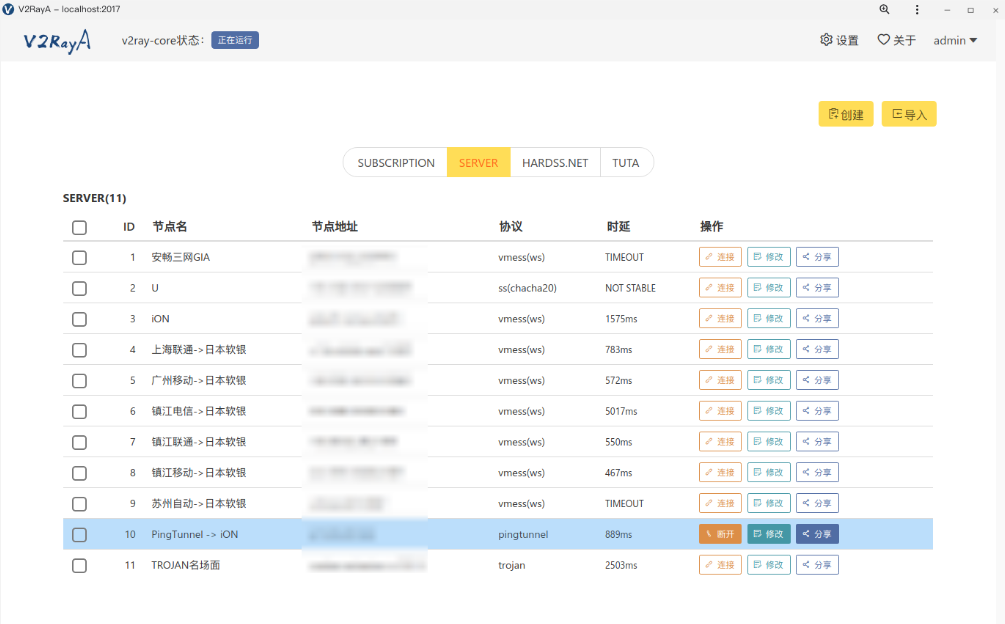 V2RayA - localhost:2017
V2RayA v2ray-core状态： 正在运行 设置 关于 admin
创建 导入
SUBSCRIPTION SERVER HARDSS.NET TUTA
SERVER(11)
ID 节点名 节点地址 协议 时延 操作
1 安畅三网GIA vmess(ws) TIMEOUT 连接 修改 分享
2 U ss(chacha20) NOT STABLE 连接 修改 分享
3 iON vmess(ws) 1575ms 连接 修改 分享
4 上海联通->日本软银 vmess(ws) 783ms 连接 修改 分享
5 广州移动->日本软银 vmess(ws) 572ms 连接 修改 分享
6 镇江电信->日本软银 vmess(ws) 5017ms 连接 修改 分享
7 镇江联通->日本软银 vmess(ws) 550ms 连接 修改 分享
8 镇江移动->日本软银 vmess(ws) 467ms 连接 修改 分享
9 苏州自动->日本软银 vmess(ws) TIMEOUT 连接 修改 分享
10 PingTunnel -> iON pingtunnel 889ms 断开 修改 分享
11 TROJAN名场面 trojan 2503ms 连接 修改 分享